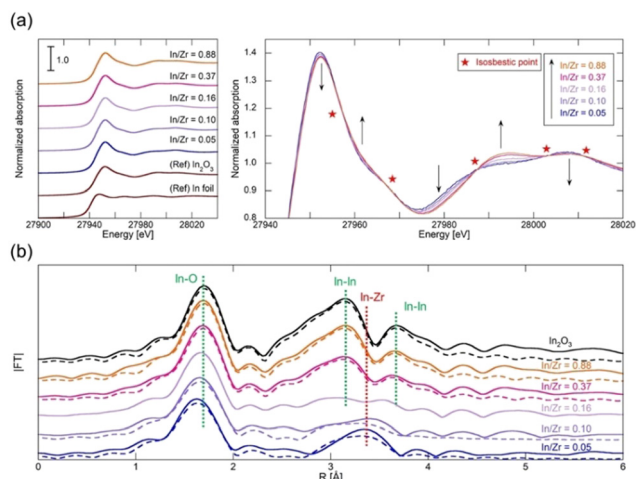 (a)
1.0
In/Zr = 0.88
In/Zr = 0.37
In/Zr = 0.16
In/Zr = 0.10
In/Zr = 0.05
(Ref) In₂O₃
(Ref) In foil
Normalized absorption
27900 27940 27980 28020
Energy [eV]
1.4
1.3
1.2
1.1
1.0
0.9
0.8
Normalized absorption
Isosbestic point
In/Zr = 0.88
In/Zr = 0.37
In/Zr = 0.16
In/Zr = 0.10
In/Zr = 0.05
27940 27960 27980 28000 28020
Energy [eV]
(b)
In-O
In-In
In-Zr
In-In
In₂O₃
In/Zr = 0.88
In/Zr = 0.37
In/Zr = 0.16
In/Zr = 0.10
In/Zr = 0.05
|FT|
0 1 2 3 4 5 6
R [Å]